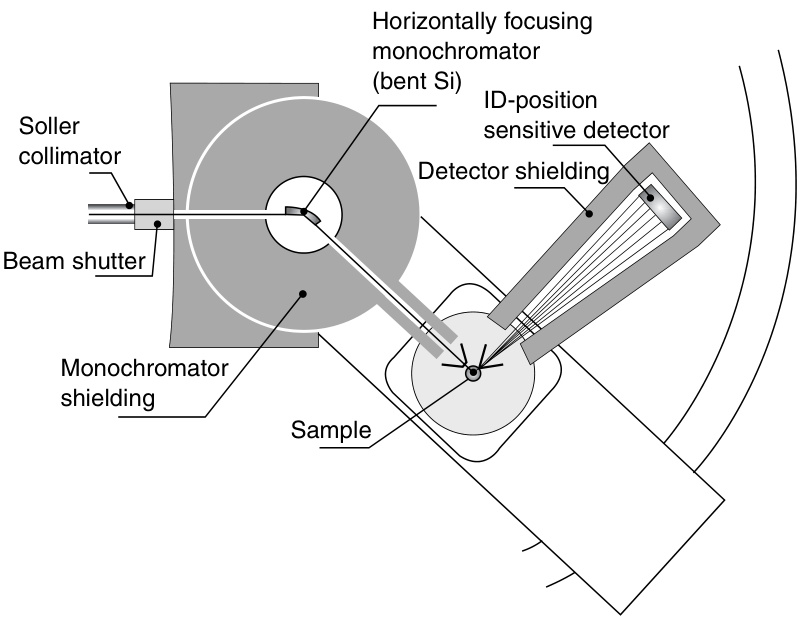 Horizontally focusing
monochromator
(bent Si)
ID-position
sensitive detector
Soller
collimator
Detector shielding
Beam shutter
Monochromator
shielding
Sample